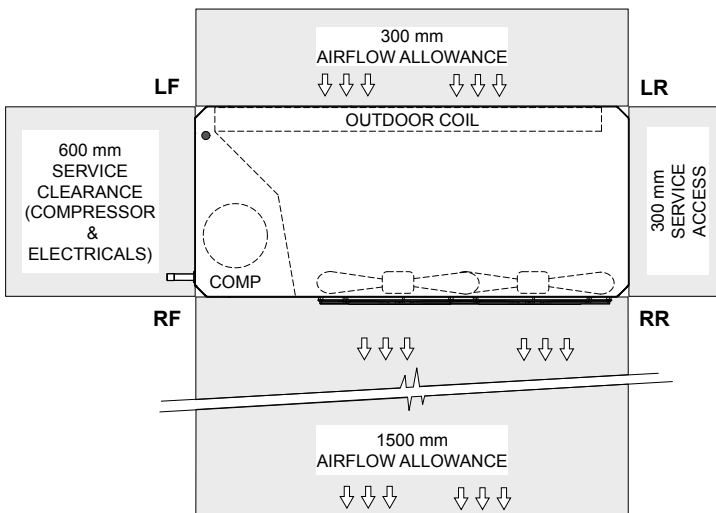 300 mm
AIRFLOW ALLOWANCE
LF
LR
OUTDOOR COIL
600 mm
SERVICE
CLEARANCE
(COMPRESSOR
&
ELECTRICALS)
300 mm
SERVICE
ACCESS
COMP
RF
RR
1500 mm
AIRFLOW ALLOWANCE